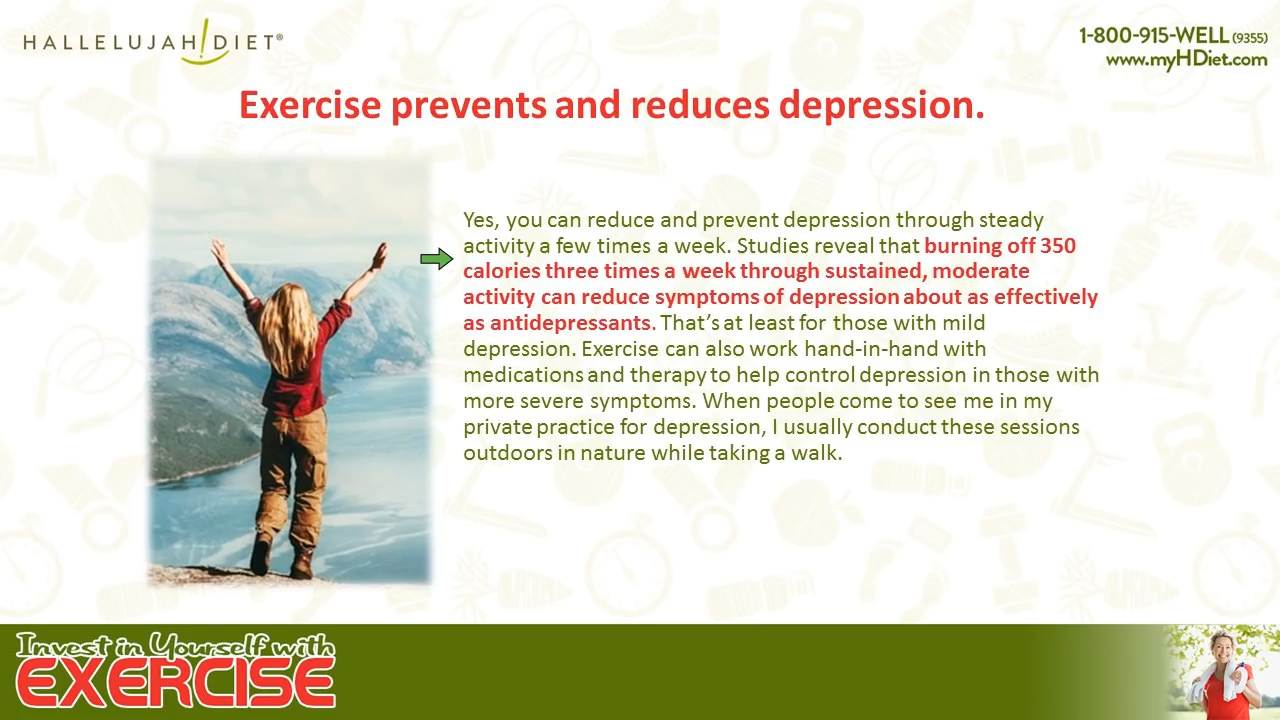 HALLELUJAH! DIET®
1-800-915-WELL (9355)
www.myHDiet.com
Exercise prevents and reduces depression.
Yes, you can reduce and prevent depression through steady
activity a few times a week. Studies reveal that burning off 350
calories three times a week through sustained, moderate
activity can reduce symptoms of depression about as effectively
as antidepressants. That’s at least for those with mild
depression. Exercise can also work hand-in-hand with
medications and therapy to help control depression in those with
more severe symptoms. When people come to see me in my
private practice for depression, I usually conduct these sessions
outdoors in nature while taking a walk.
Invest in Yourself with
EXERCISE